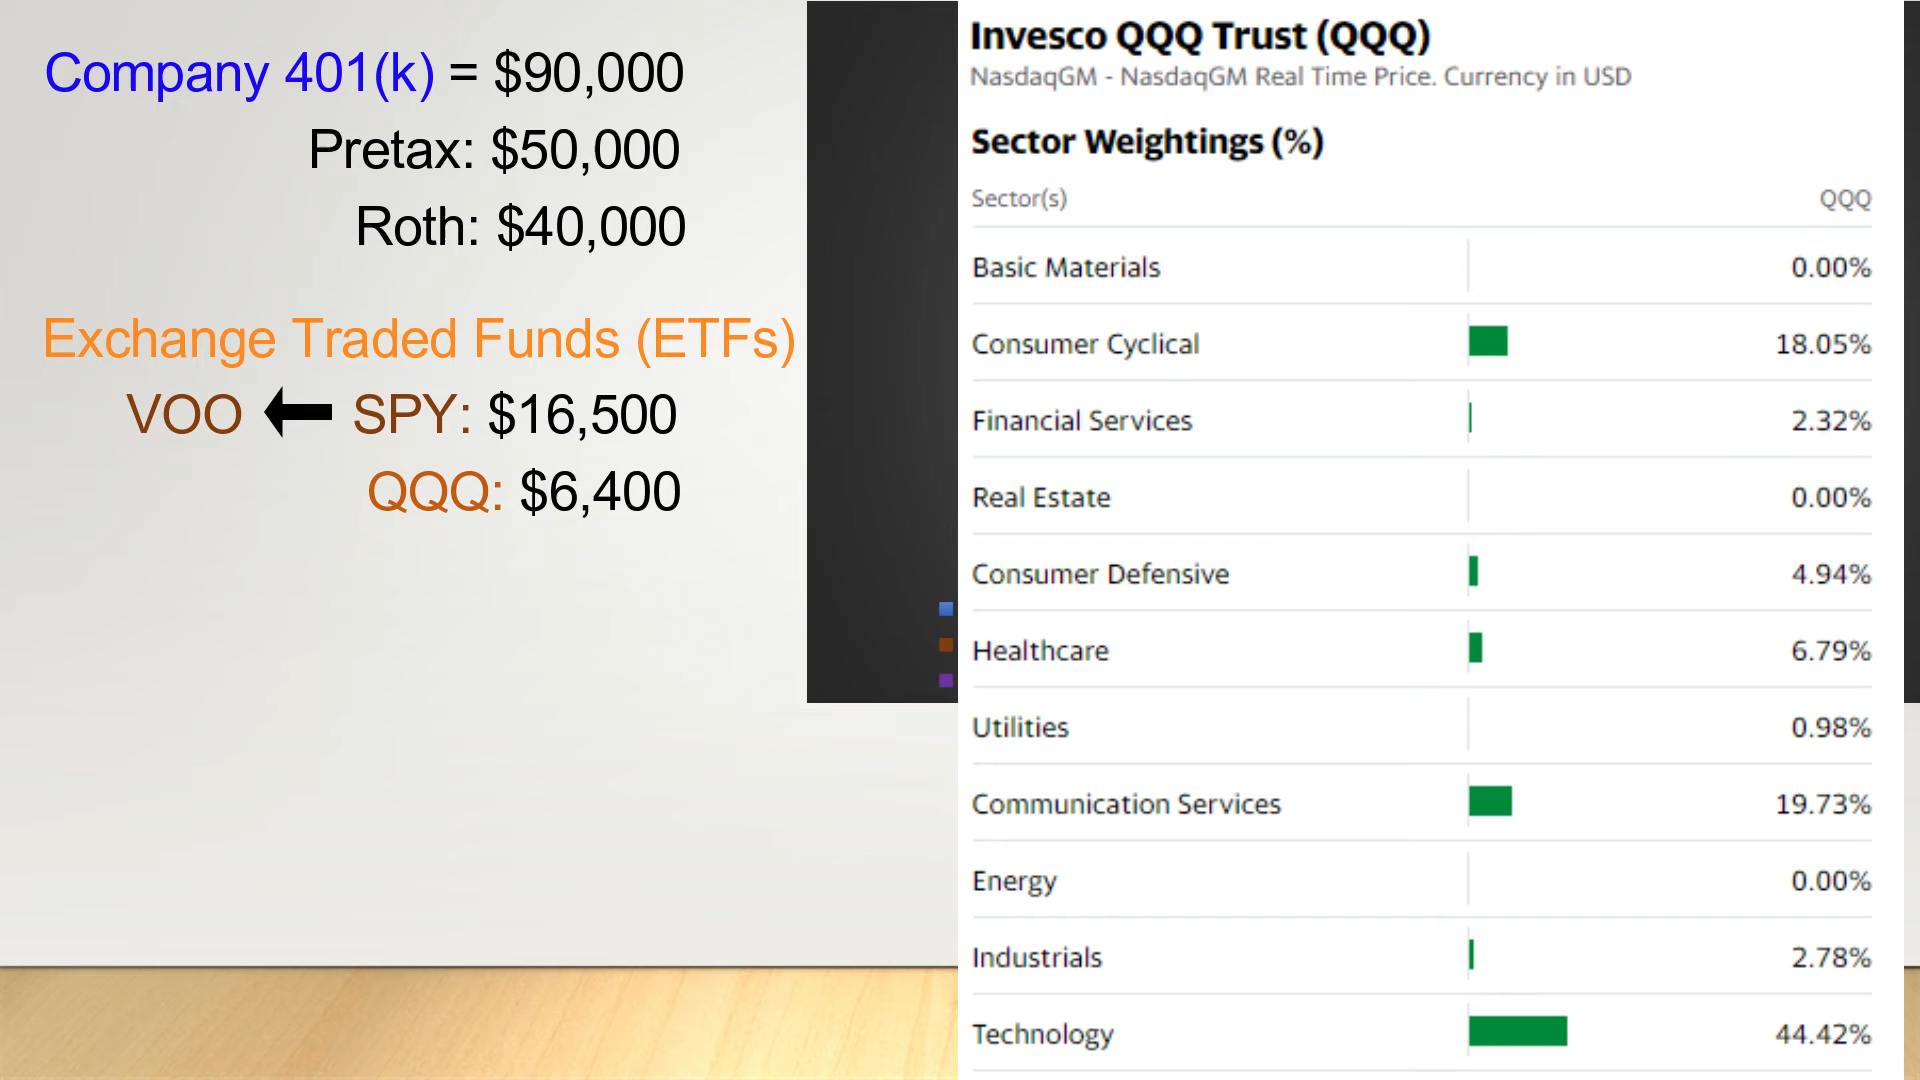 Company 401(k) = $90,000
Pretax: $50,000
Roth: $40,000
Exchange Traded Funds (ETFs)
VOO SPY: $16,500
QQQ: $6,400
Invesco QQQ Trust (QQQ)
NasdaqGM - NasdaqGM Real Time Price. Currency in USD
Sector Weightings (%)
Sector(s) QQQ
Basic Materials 0.00%
Consumer Cyclical 18.05%
Financial Services 2.32%
Real Estate 0.00%
Consumer Defensive 4.94%
Healthcare 6.79%
Utilities 0.98%
Communication Services 19.73%
Energy 0.00%
Industrials 2.78%
Technology 44.42%